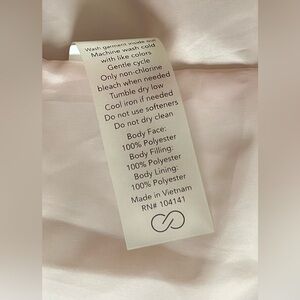 Wash garment inside out
Machine wash cold
with like colors
Gentle cycle
Only non-chlorine
bleach when needed
Tumble dry low
Cool iron if needed
Do not use softeners
Do not dry clean
Body Face:
100% Polyester
Body Filling:
100% Polyester
Body Lining:
100% Polyester
Made in Vietnam
RN# 104141